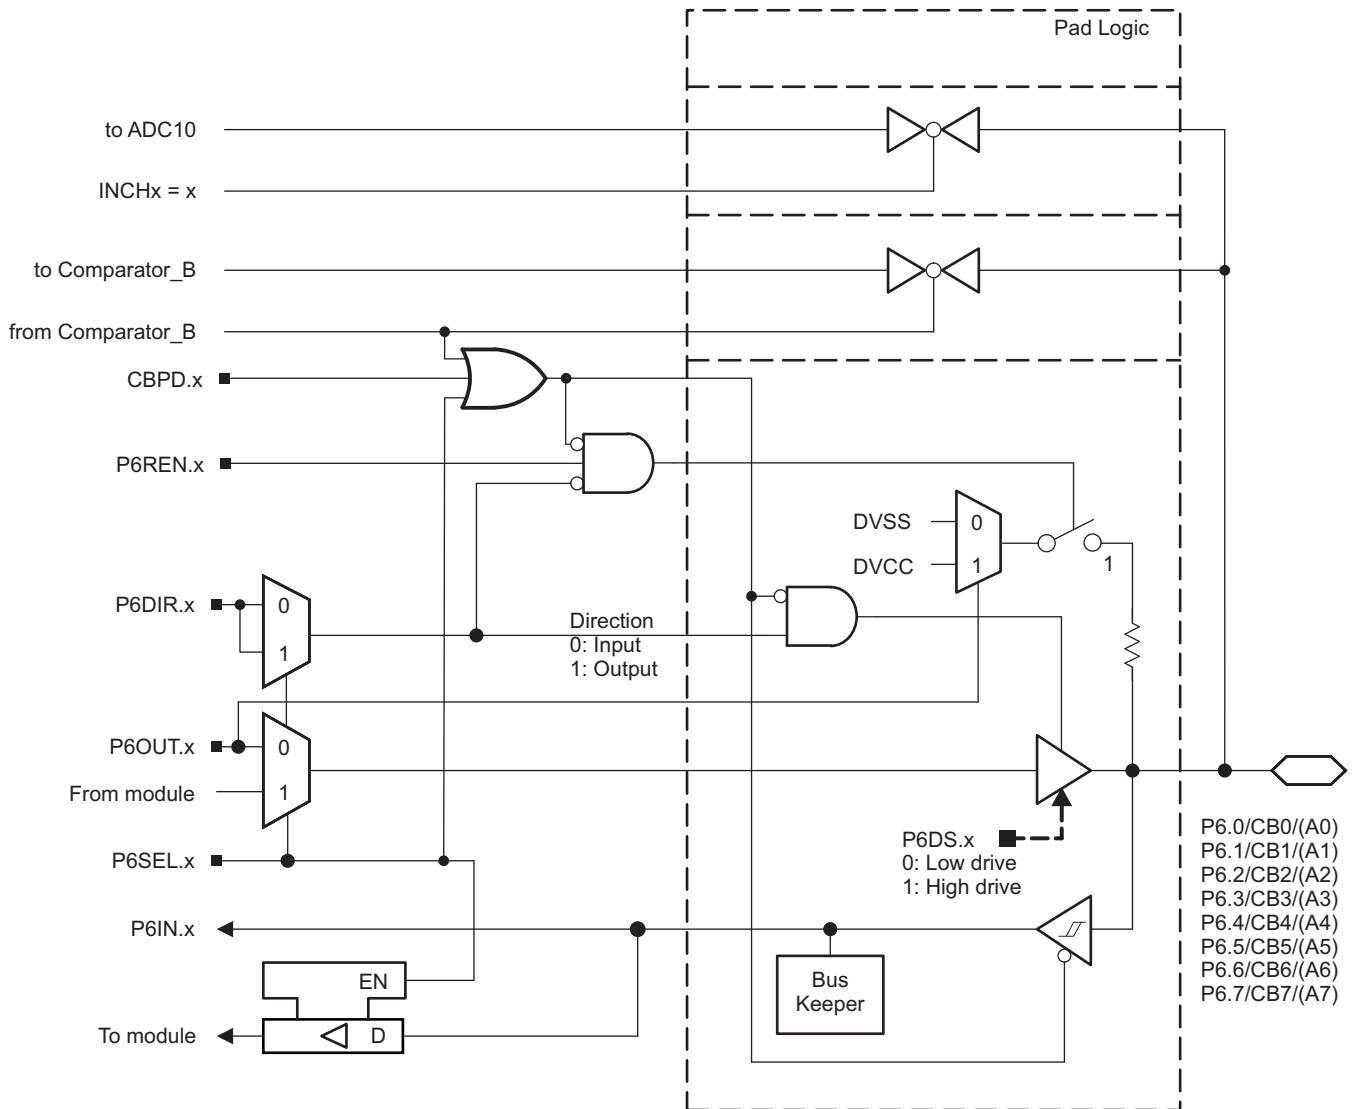 Pad Logic
to ADC10
INCHx = x
to Comparator_B
from Comparator_B
CBPD.x
P6REN.x
DVSS
0
DVCC
1
1
P6DIR.x
0
1
Direction
0: Input
1: Output
P6OUT.x
0
From module
1
P6SEL.x
P6DS.x
0: Low drive
1: High drive
P6.0/CB0/(A0)
P6.1/CB1/(A1)
P6.2/CB2/(A2)
P6.3/CB3/(A3)
P6.4/CB4/(A4)
P6.5/CB5/(A5)
P6.6/CB6/(A6)
P6.7/CB7/(A7)
P6IN.x
EN
Bus
Keeper
To module
D